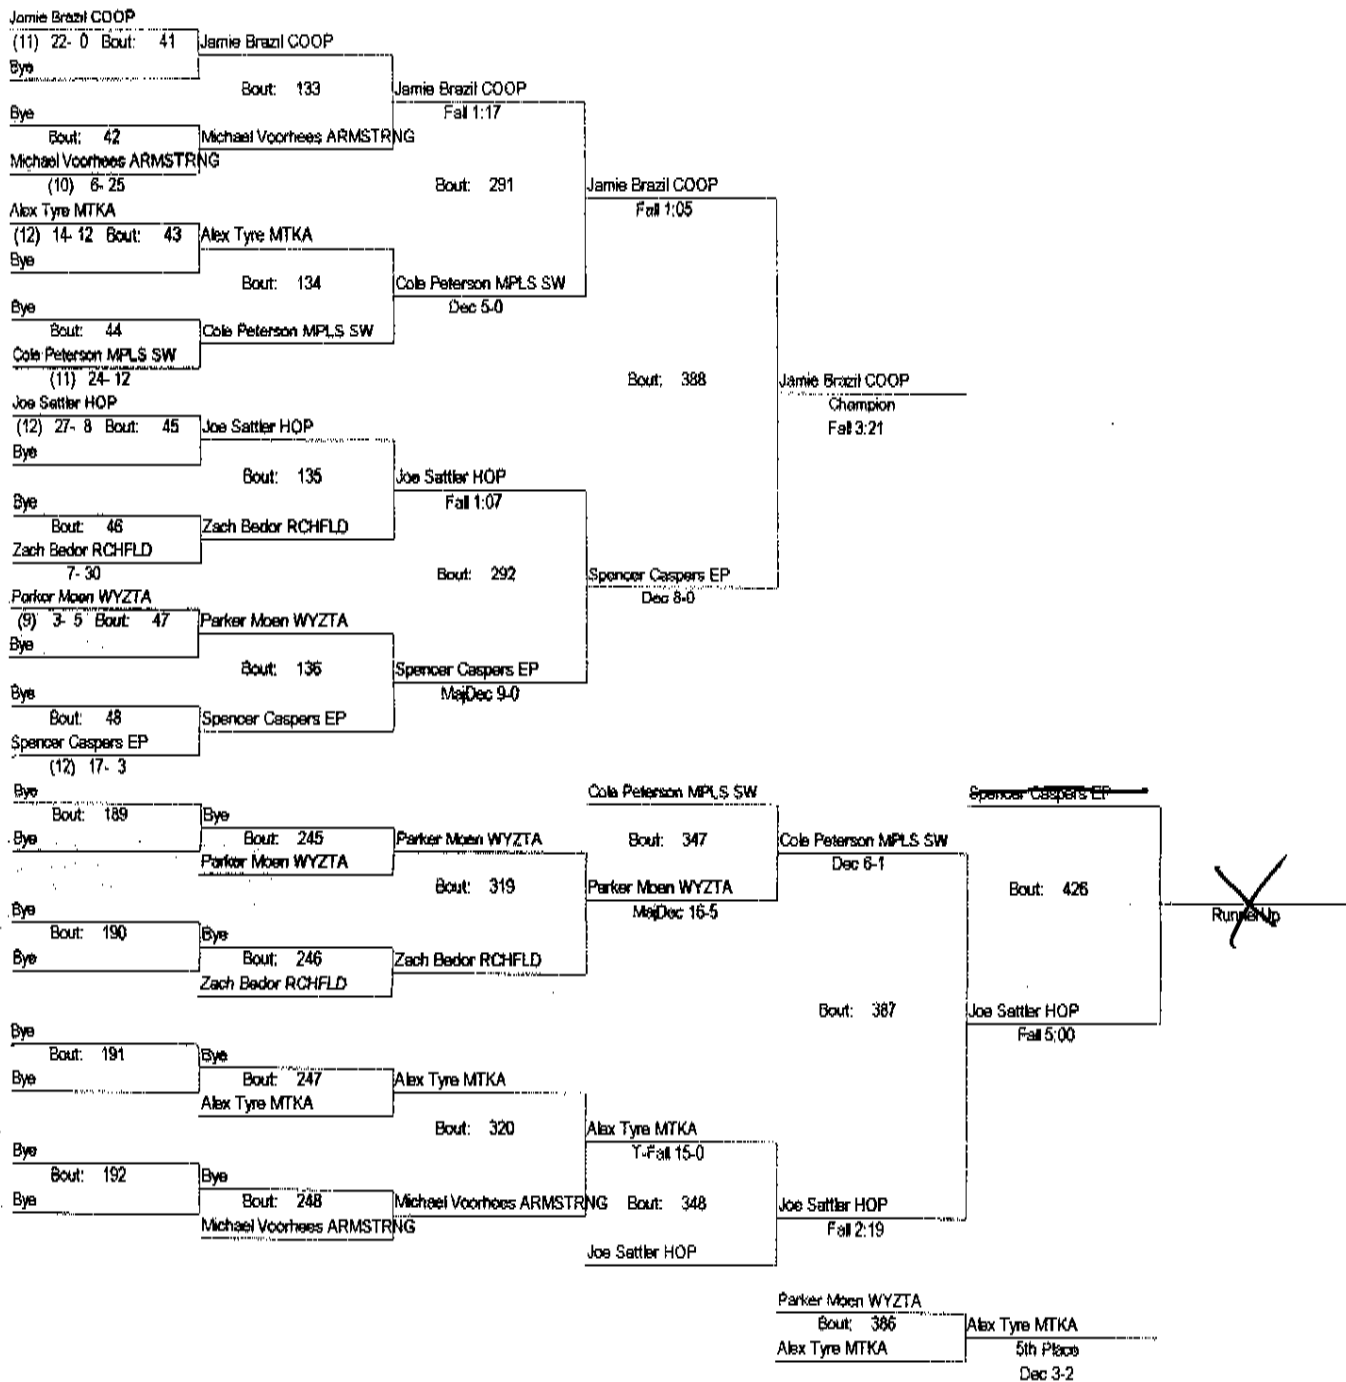 Jamie Brazil COOP
(11) 22- 0 Bout: 41
Jamie Brazil COOP
Bye
Bout: 133
Jamie Brazil COOP
Fall 1:17
Bye
Bout: 42
Michael Voorhees ARMSTRNG
Michael Voorhees ARMSTRNG
(10) 6- 25
Bout: 291
Jamie Brazil COOP
Fall 1:05
Alex Tyre MTKA
(12) 14- 12 Bout: 43
Alex Tyre MTKA
Bye
Bout: 134
Cole Peterson MPLS SW
Dec 5-0
Bye
Bout: 44
Cole Peterson MPLS SW
Cole Peterson MPLS SW
(11) 24- 12
Bout: 388
Jamie Brazil COOP
Champion
Fall 3:21
Joe Sattler HOP
(12) 27- 8 Bout: 45
Joe Sattler HOP
Bye
Bout: 135
Joe Sattler HOP
Fall 1:07
Bye
Bout: 46
Zach Bedor RCHFLD
Zach Bedor RCHFLD
7- 30
Bout: 292
Spencer Caspers EP
Dec 8-0
Parker Moen WYZTA
(9) 3- 5 Bout: 47
Parker Moen WYZTA
Bye
Bout: 136
Spencer Caspers EP
MajDec 9-0
Bye
Bout: 48
Spencer Caspers EP
Spencer Caspers EP
(12) 17- 3
Bye
Bout: 189
Bye
Bye
Bout: 245
Parker Moen WYZTA
Parker Moen WYZTA
Cole Peterson MPLS SW
Bout: 347
Cole Peterson MPLS SW
Dec 6-1
Spencer Caspers EP
Bout: 319
Parker Moen WYZTA
MajDec 16-5
Bout: 426
RunnerUp
Bye
Bout: 190
Bye
Bye
Bout: 246
Zach Bedor RCHFLD
Zach Bedor RCHFLD
Bout: 387
Joe Sattler HOP
Fall 5:00
Bye
Bout: 191
Bye
Bye
Bout: 247
Alex Tyre MTKA
Alex Tyre MTKA
Bout: 320
Alex Tyre MTKA
T-Fall 15-0
Bye
Bout: 192
Bye
Bye
Bout: 248
Michael Voorhees ARMSTRNG
Michael Voorhees ARMSTRNG
Bout: 348
Joe Sattler HOP
Fall 2:19
Joe Sattler HOP
Parker Moen WYZTA
Bout: 386
Alex Tyre MTKA
Alex Tyre MTKA
5th Place
Dec 3-2